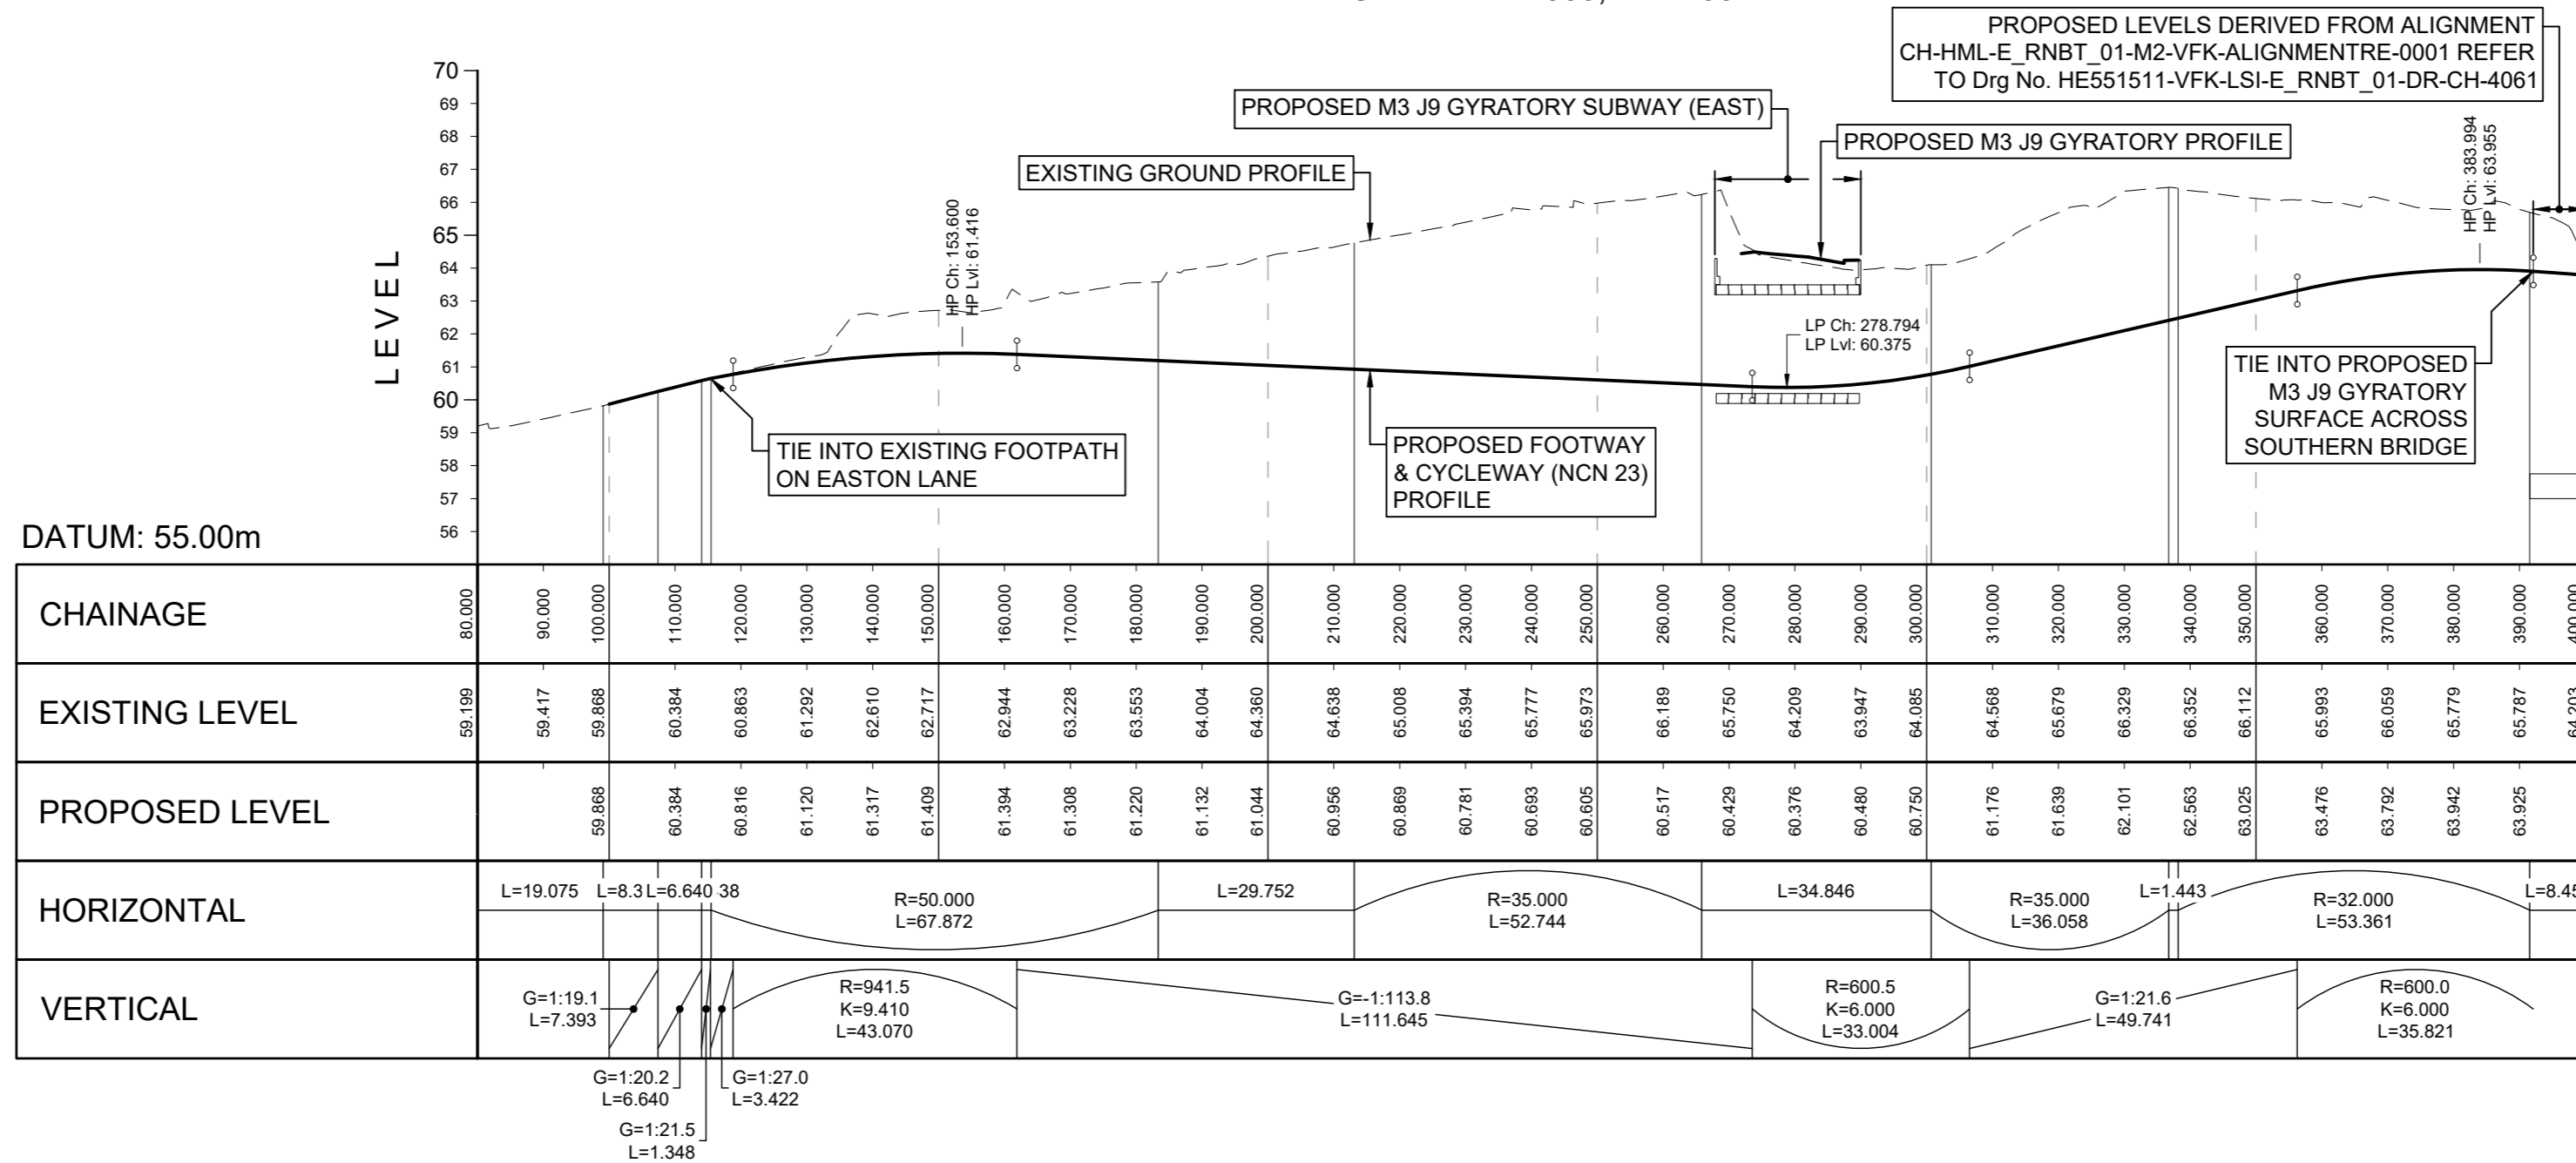 PROPOSED LEVELS DERIVED FROM ALIGNMENT
CH-HML-E_RNBT_01-M2-VFK-ALIGNMENTRE-0001 REFER
TO Drg No. HE551511-VFK-LSI-E_RNBT_01-DR-CH-4061
PROPOSED M3 J9 GYRATORY SUBWAY (EAST)
PROPOSED M3 J9 GYRATORY PROFILE
EXISTING GROUND PROFILE
HP Ch: 153.600
HP Lvl: 61.416
HP Ch: 383.994
HP Lvl: 63.955
LP Ch: 278.794
LP Lvl: 60.375
TIE INTO EXISTING FOOTPATH
ON EASTON LANE
PROPOSED FOOTWAY
& CYCLEWAY (NCN 23)
PROFILE
TIE INTO PROPOSED
M3 J9 GYRATORY
SURFACE ACROSS
SOUTHERN BRIDGE
LEVEL
70
69
68
67
66
65
64
63
62
61
60
59
58
57
56
DATUM: 55.00m
CHAINAGE
80.000 90.000 100.000 110.000 120.000 130.000 140.000 150.000 160.000 170.000 180.000 190.000 200.000 210.000 220.000 230.000 240.000 250.000 260.000 270.000 280.000 290.000 300.000 310.000 320.000 330.000 340.000 350.000 360.000 370.000 380.000 390.000 400.000
EXISTING LEVEL
59.199 59.417 59.868 60.384 60.863 61.292 62.610 62.717 62.944 63.228 63.553 64.004 64.360 64.638 65.008 65.394 65.777 65.973 66.189 65.750 64.209 63.947 64.085 64.568 65.679 66.329 66.352 66.112 65.993 66.059 65.779 65.787 64.203
PROPOSED LEVEL
59.868 60.384 60.816 61.120 61.317 61.409 61.394 61.308 61.220 61.132 61.044 60.956 60.869 60.781 60.693 60.605 60.517 60.429 60.376 60.480 60.750 61.176 61.639 62.101 62.563 63.025 63.476 63.792 63.942 63.925
HORIZONTAL
L=19.075 L=8.3 L=6.640 38
R=50.000
L=67.872
L=29.752
R=35.000
L=52.744
L=34.846
R=35.000
L=36.058
L=1.443
R=32.000
L=53.361
L=8.45
VERTICAL
G=1:19.1
L=7.393
G=1:20.2
L=6.640
G=1:21.5
L=1.348
G=1:27.0
L=3.422
R=941.5
K=9.410
L=43.070
G=-1:113.8
L=111.645
R=600.5
K=6.000
L=33.004
G=1:21.6
L=49.741
R=600.0
K=6.000
L=35.821